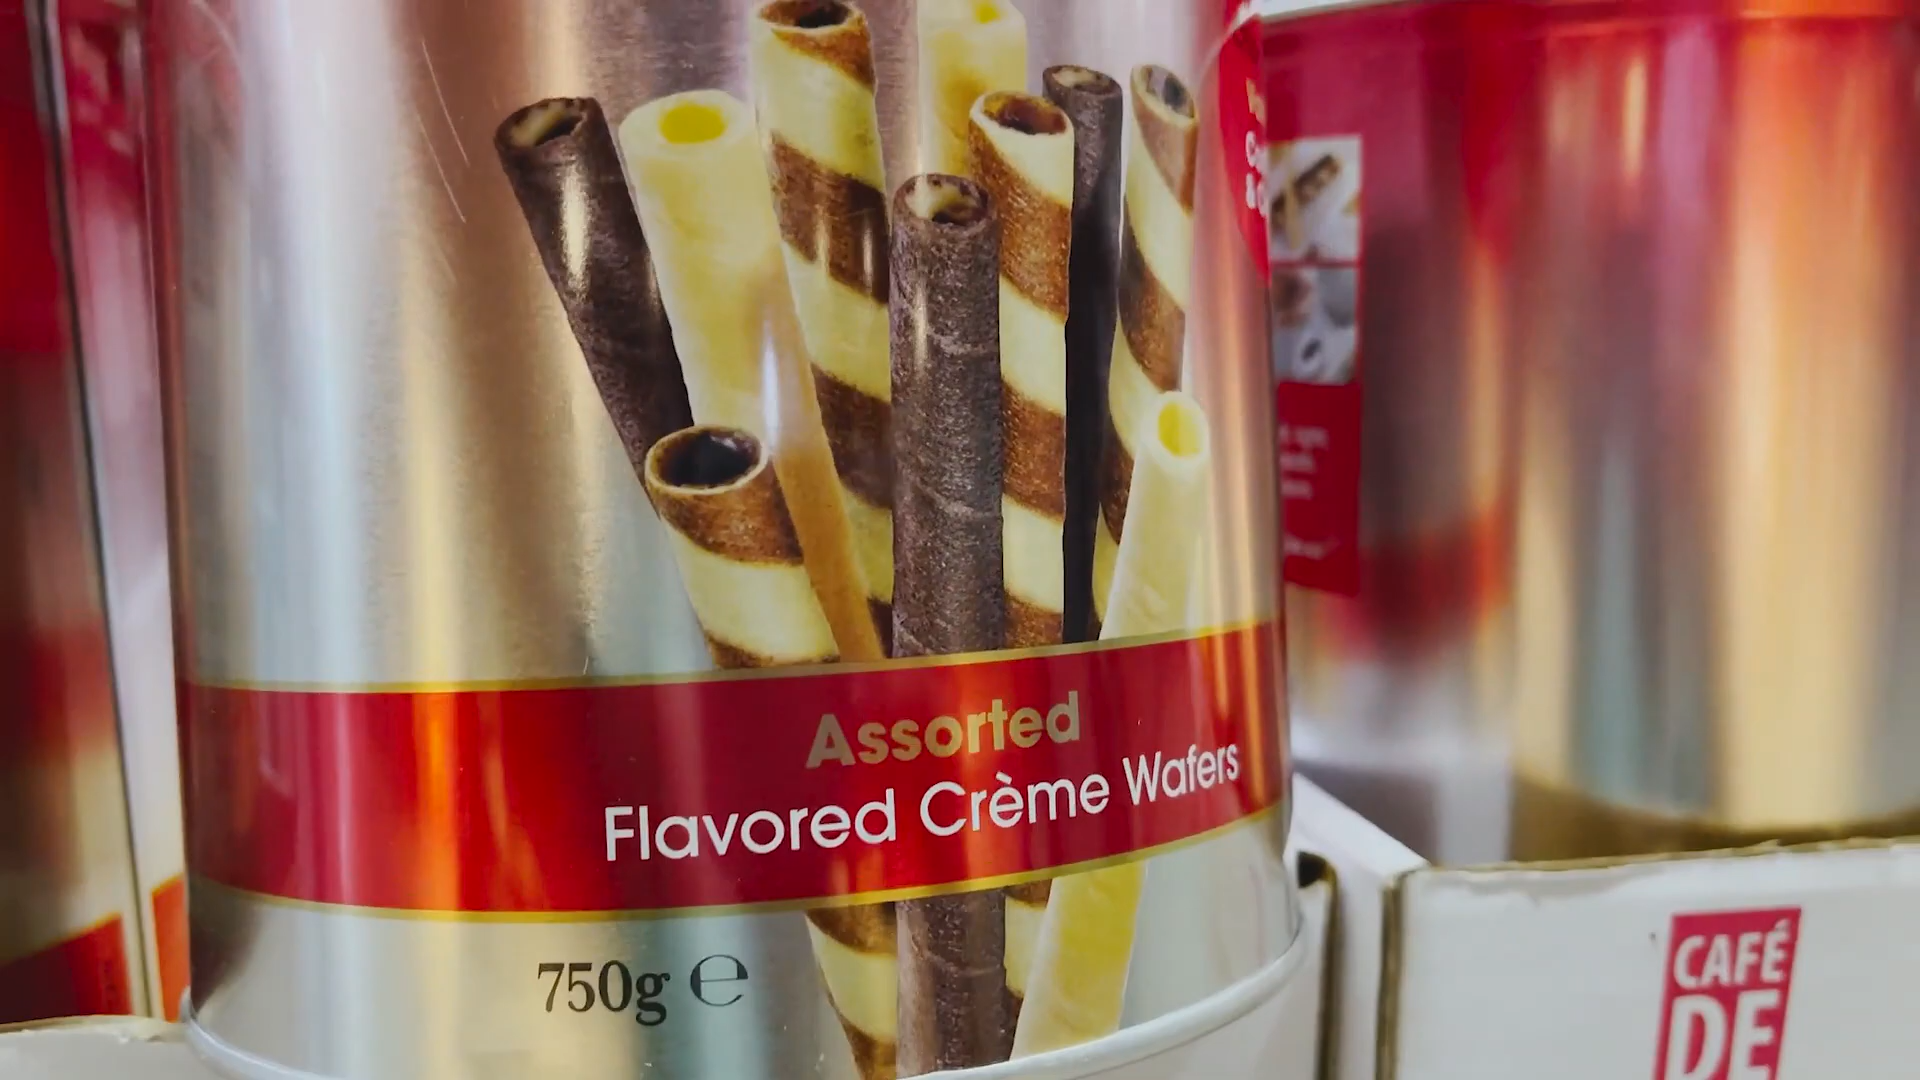 Assorted
Flavored Crème Wafers
750g ℮
CAFÉ
DE